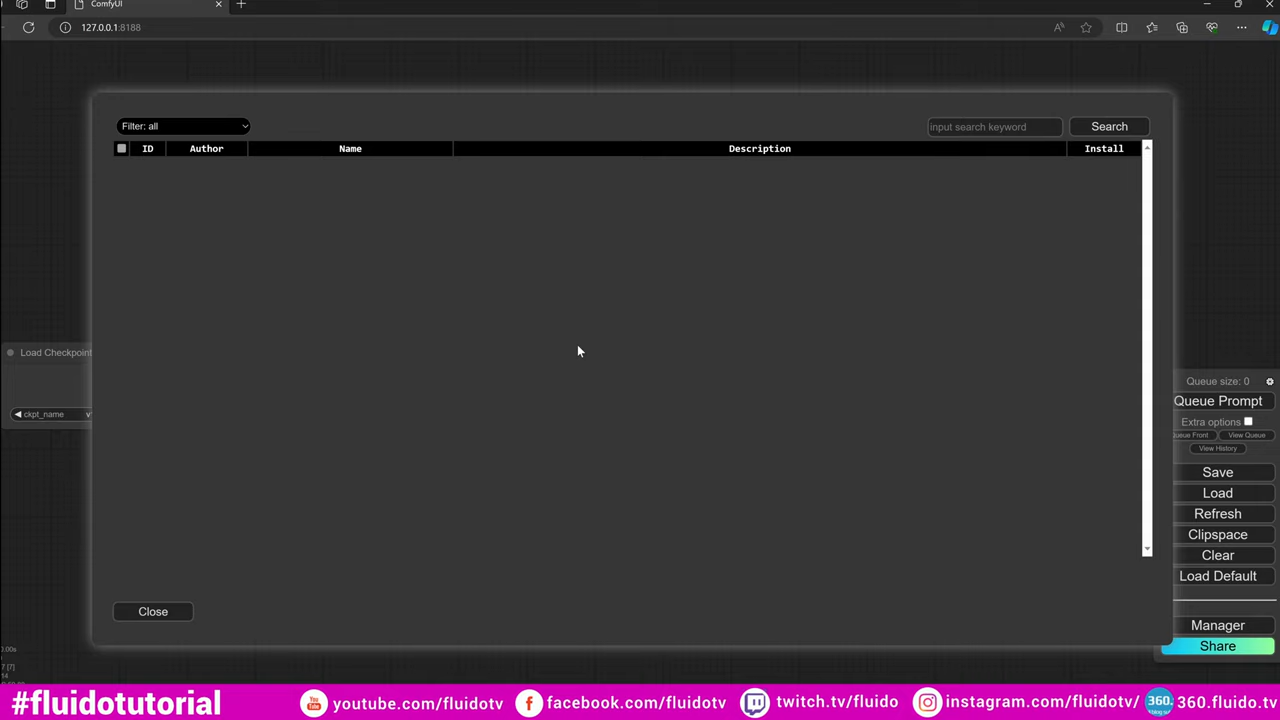 ComfyUI
127.0.0.1:8188
Filter: all
input search keyword
Search
ID Author Name Description Install
Load Checkpoint
ckpt_name
Queue size: 0
Queue Prompt
Extra options
Queue Front View Queue
View History
Save
Load
Refresh
Clipspace
Clear
Load Default
Manager
Share
Close
#fluidotutorial youtube.com/fluidotv facebook.com/fluidotv twitch.tv/fluido instagram.com/fluidotv/ 360. 360.fluido.tv